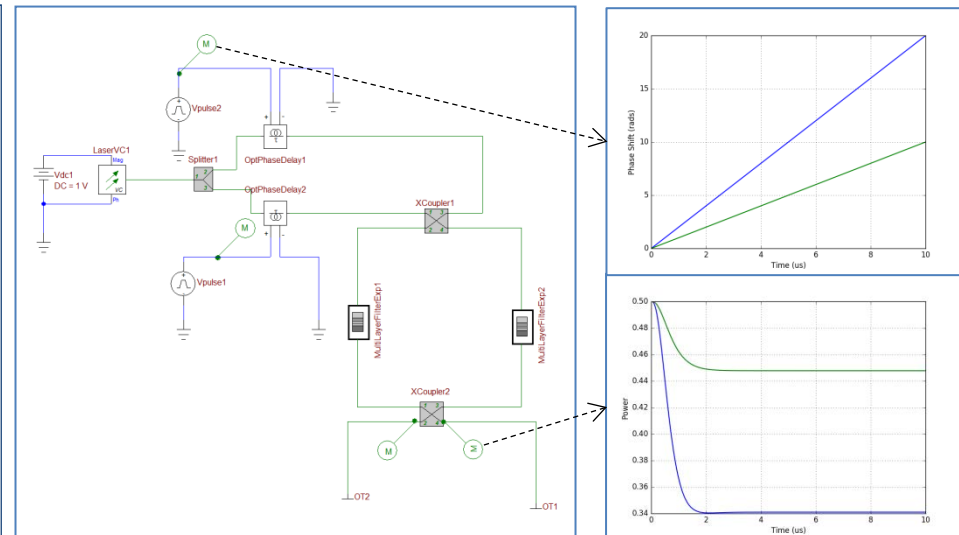 M
Vpulse2
+
-
LaserVC1
Mag
Vdc1
DC = 1 V
VC
Ph
Splitter1
2
3
OptPhaseDelay1
OptPhaseDelay2
+
-
M
Vpulse1
XCoupler1
MultiLayerFilterExp1
MultiLayerFilterExp2
XCoupler2
M
M
OT2
OT1
20
15
10
5
0
Phase Shift (rads)
0 2 4 6 8 10
Time (us)
0.50
0.48
0.46
0.44
0.42
0.40
0.38
0.36
0.34
Power
0 2 4 6 8 10
Time (us)